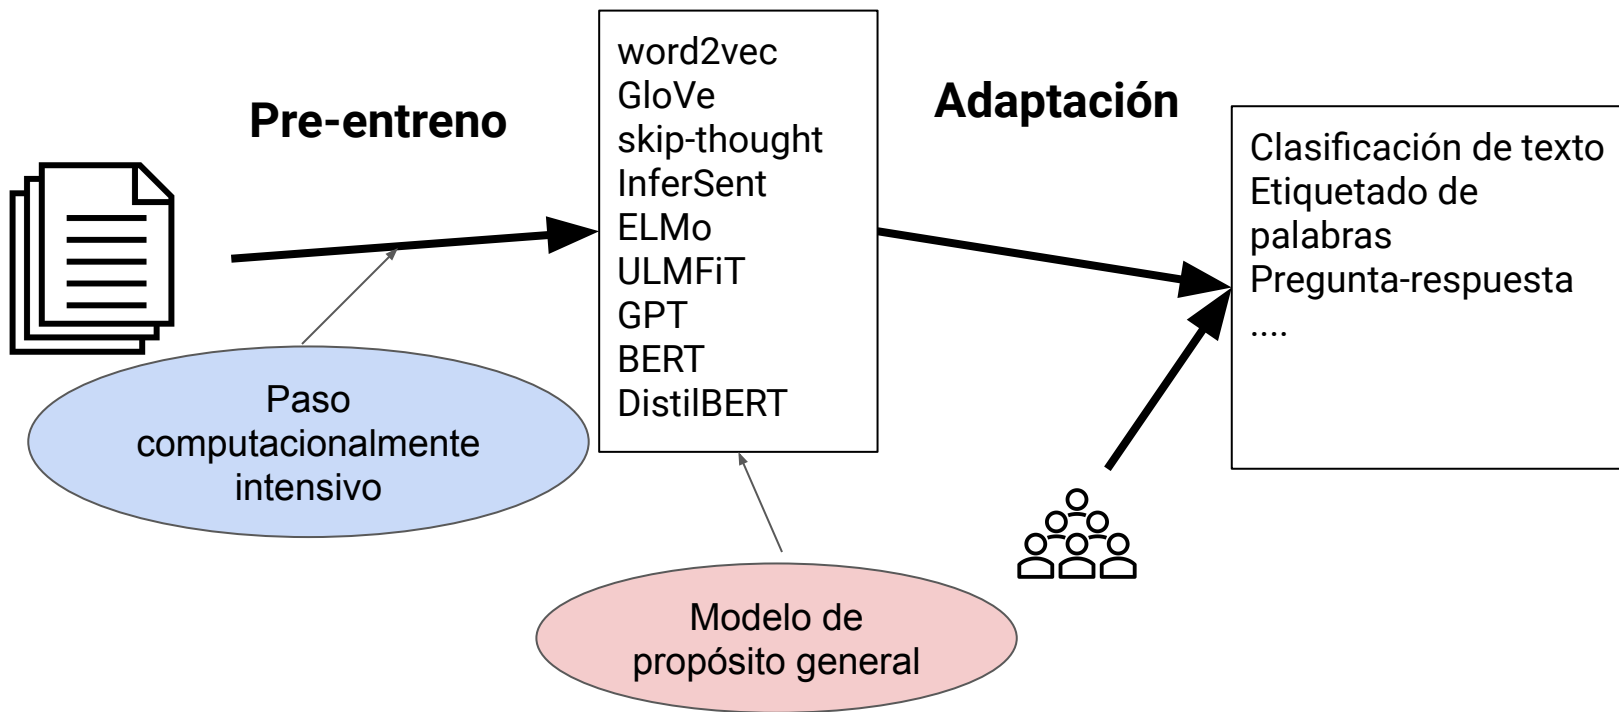 Pre-entreno
word2vec
GloVe
skip-thought
InferSent
ELMo
ULMFiT
GPT
BERT
DistilBERT
Adaptación
Clasificación de texto
Etiquetado de
palabras
Pregunta-respuesta
....
Paso
computacionalmente
intensivo
Modelo de
propósito general